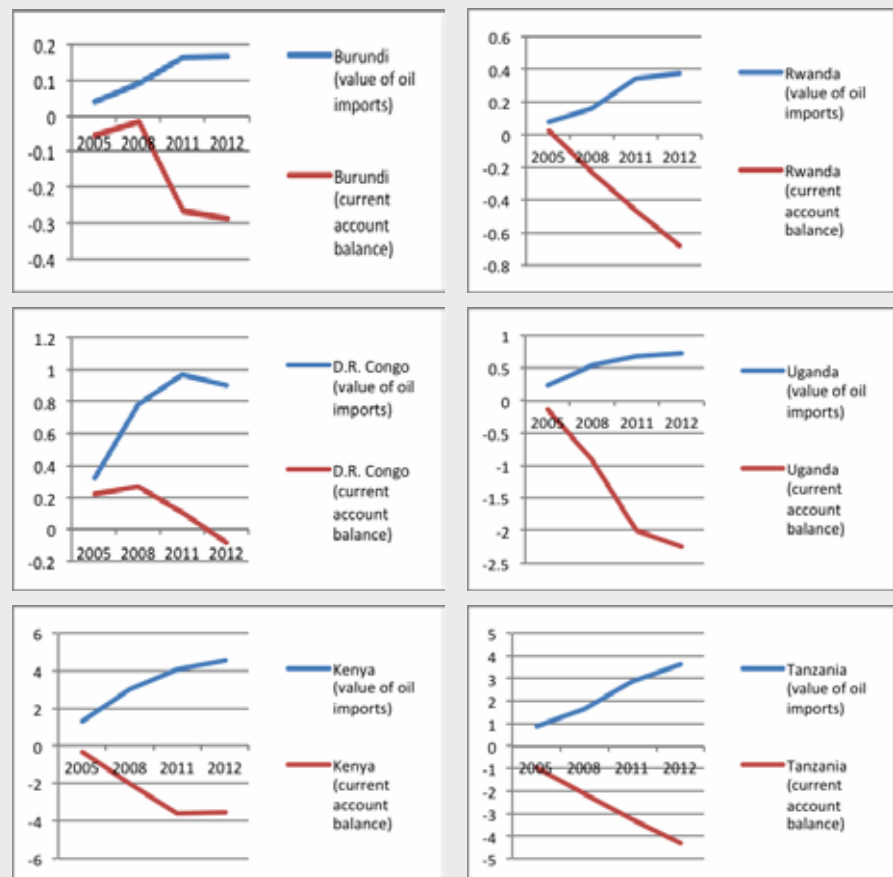 0.2
0.1
0
-0.1
-0.2
-0.3
-0.4
2005 2008 2011 2012
Burundi
(value of oil
imports)
Burundi
(current
account
balance)
0.6
0.4
0.2
0
-0.2
-0.4
-0.6
-0.8
2005 2008 2011 2012
Rwanda
(value of oil
imports)
Rwanda
(current
account
balance)
1.2
1
0.8
0.6
0.4
0.2
0
-0.2
2005 2008 2011 2012
D.R. Congo
(value of oil
imports)
D.R. Congo
(current
account
balance)
1
0.5
0
-0.5
-1
-1.5
-2
-2.5
2005 2008 2011 2012
Uganda
(value of oil
imports)
Uganda
(current
account
balance)
6
4
2
0
-2
-4
-6
2005 2008 2011 2012
Kenya
(value of oil
imports)
Kenya
(current
account
balance)
5
4
3
2
1
0
-1
-2
-3
-4
-5
2005 2008 2011 2012
Tanzania
(value of oil
imports)
Tanzania
(current
account
balance)